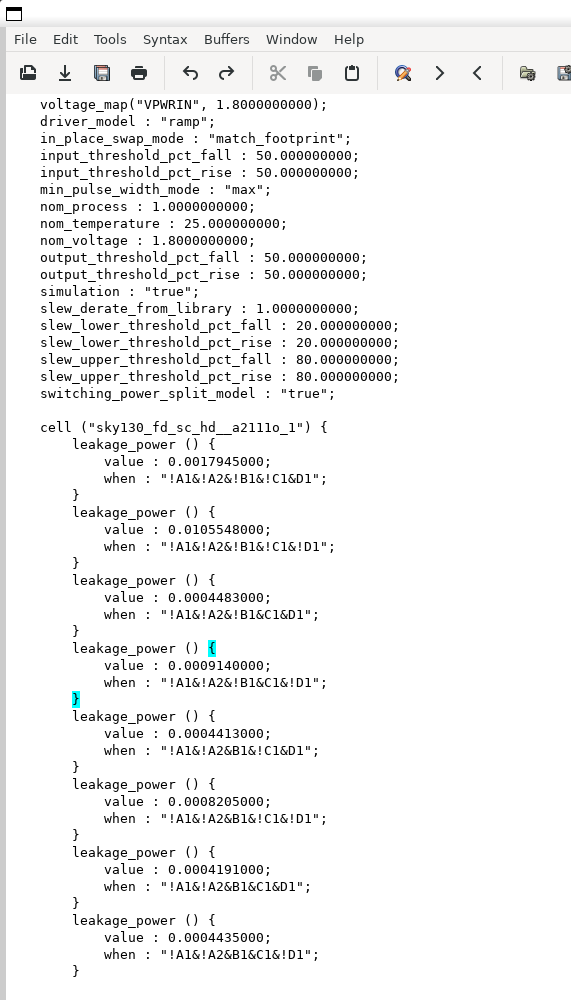 File Edit Tools Syntax Buffers Window Help
voltage_map("VPWRIN", 1.8000000000);
driver_model : "ramp";
in_place_swap_mode : "match_footprint";
input_threshold_pct_fall : 50.000000000;
input_threshold_pct_rise : 50.000000000;
min_pulse_width_mode : "max";
nom_process : 1.0000000000;
nom_temperature : 25.000000000;
nom_voltage : 1.8000000000;
output_threshold_pct_fall : 50.000000000;
output_threshold_pct_rise : 50.000000000;
simulation : "true";
slew_derate_from_library : 1.0000000000;
slew_lower_threshold_pct_fall : 20.000000000;
slew_lower_threshold_pct_rise : 20.000000000;
slew_upper_threshold_pct_fall : 80.000000000;
slew_upper_threshold_pct_rise : 80.000000000;
switching_power_split_model : "true";
cell ("sky130_fd_sc_hd__a2111o_1") {
leakage_power () {
value : 0.0017945000;
when : "!A1&!A2&!B1&!C1&D1";
}
leakage_power () {
value : 0.0105548000;
when : "!A1&!A2&!B1&!C1&!D1";
}
leakage_power () {
value : 0.0004483000;
when : "!A1&!A2&!B1&C1&D1";
}
leakage_power () {
value : 0.0009140000;
when : "!A1&!A2&!B1&C1&!D1";
}
leakage_power () {
value : 0.0004413000;
when : "!A1&!A2&B1&!C1&D1";
}
leakage_power () {
value : 0.0008205000;
when : "!A1&!A2&B1&!C1&!D1";
}
leakage_power () {
value : 0.0004191000;
when : "!A1&!A2&B1&C1&D1";
}
leakage_power () {
value : 0.0004435000;
when : "!A1&!A2&B1&C1&!D1";
}